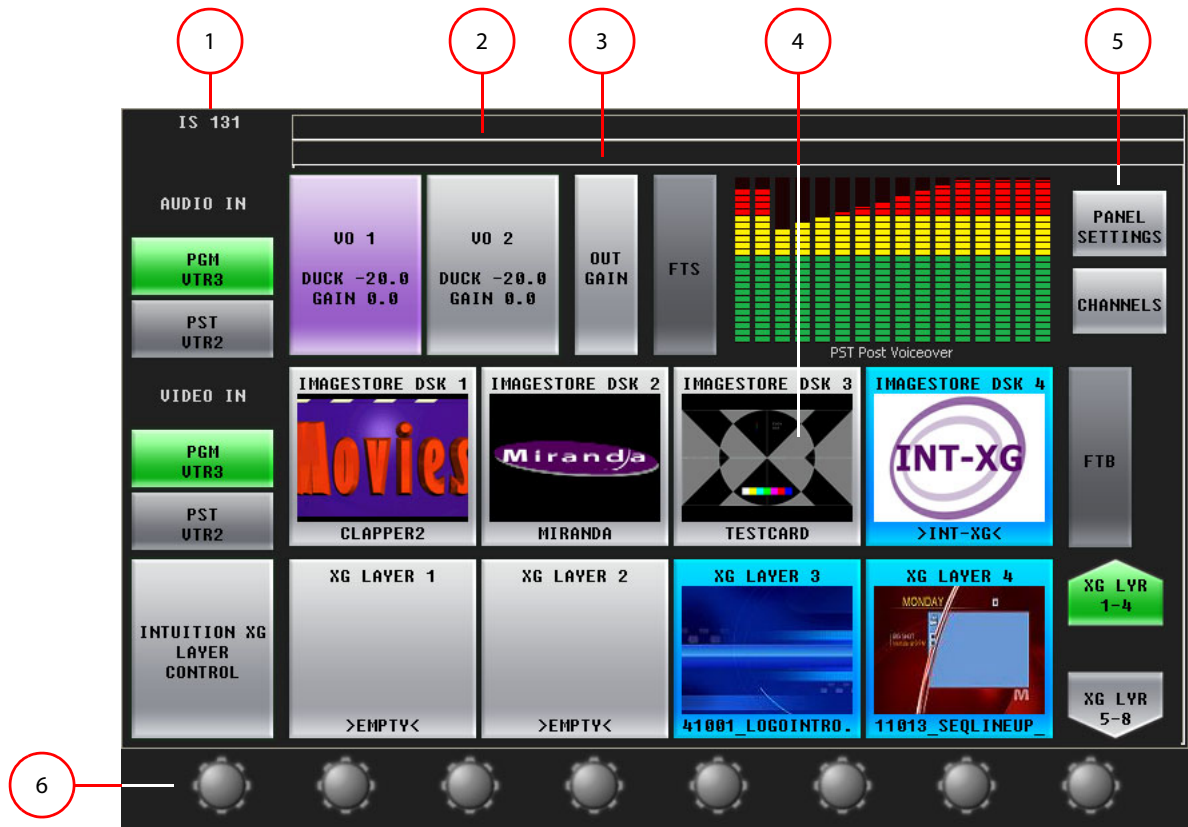 1
2
3
4
5
IS 131
AUDIO IN
PGM
VTR3
PST
VTR2
VO 1
DUCK -20.0
GAIN 0.0
VO 2
DUCK -20.0
GAIN 0.0
OUT
GAIN
FTS
PST Post Voiceover
PANEL
SETTINGS
CHANNELS
VIDEO IN
PGM
VTR3
PST
VTR2
IMAGESTORE DSK 1
Movies
CLAPPER2
IMAGESTORE DSK 2
Miranda
MIRANDA
IMAGESTORE DSK 3
TESTCARD
IMAGESTORE DSK 4
INT-XG
>INT-XG<
FTB
INTUITION XG
LAYER
CONTROL
XG LAYER 1
>EMPTY<
XG LAYER 2
>EMPTY<
XG LAYER 3
41001_LOGOINTRO.
XG LAYER 4
MONDAY
M
11013_SEQLINEUP_
XG LYR
1-4
XG LYR
5-8
6